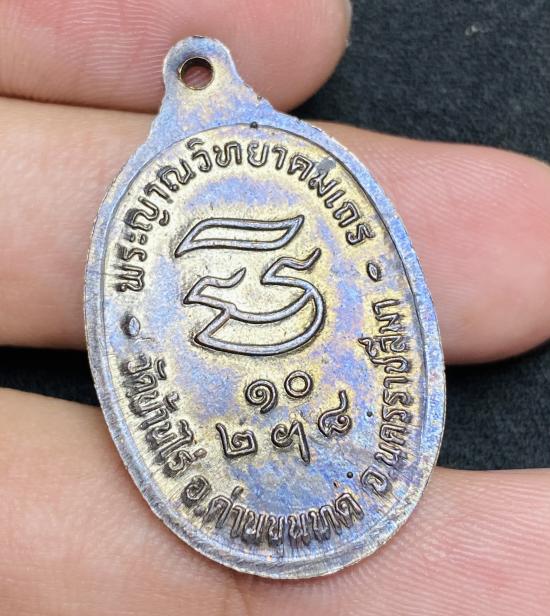 พระญาณวิทยาคมเถร
๑๐
๒๕๓๘
วัดบ้านไร่ อ.ด่านขุนทด จ.นครราชสีมา